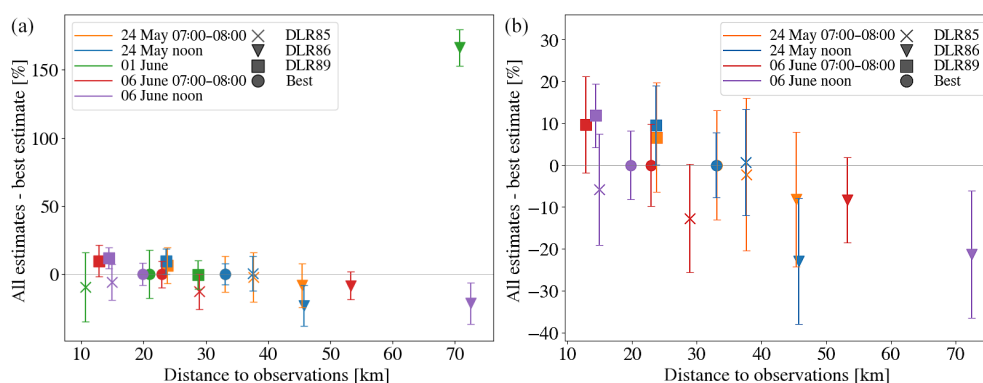 (a)
All estimates - best estimate [%]
150
100
50
0
24 May 07:00–08:00
24 May noon
01 June
06 June 07:00–08:00
06 June noon
DLR85
DLR86
DLR89
Best
10 20 30 40 50 60 70
Distance to observations [km]
(b)
All estimates - best estimate [%]
30
20
10
0
−10
−20
−30
−40
24 May 07:00–08:00
24 May noon
06 June 07:00–08:00
06 June noon
DLR85
DLR86
DLR89
Best
10 20 30 40 50 60 70
Distance to observations [km]